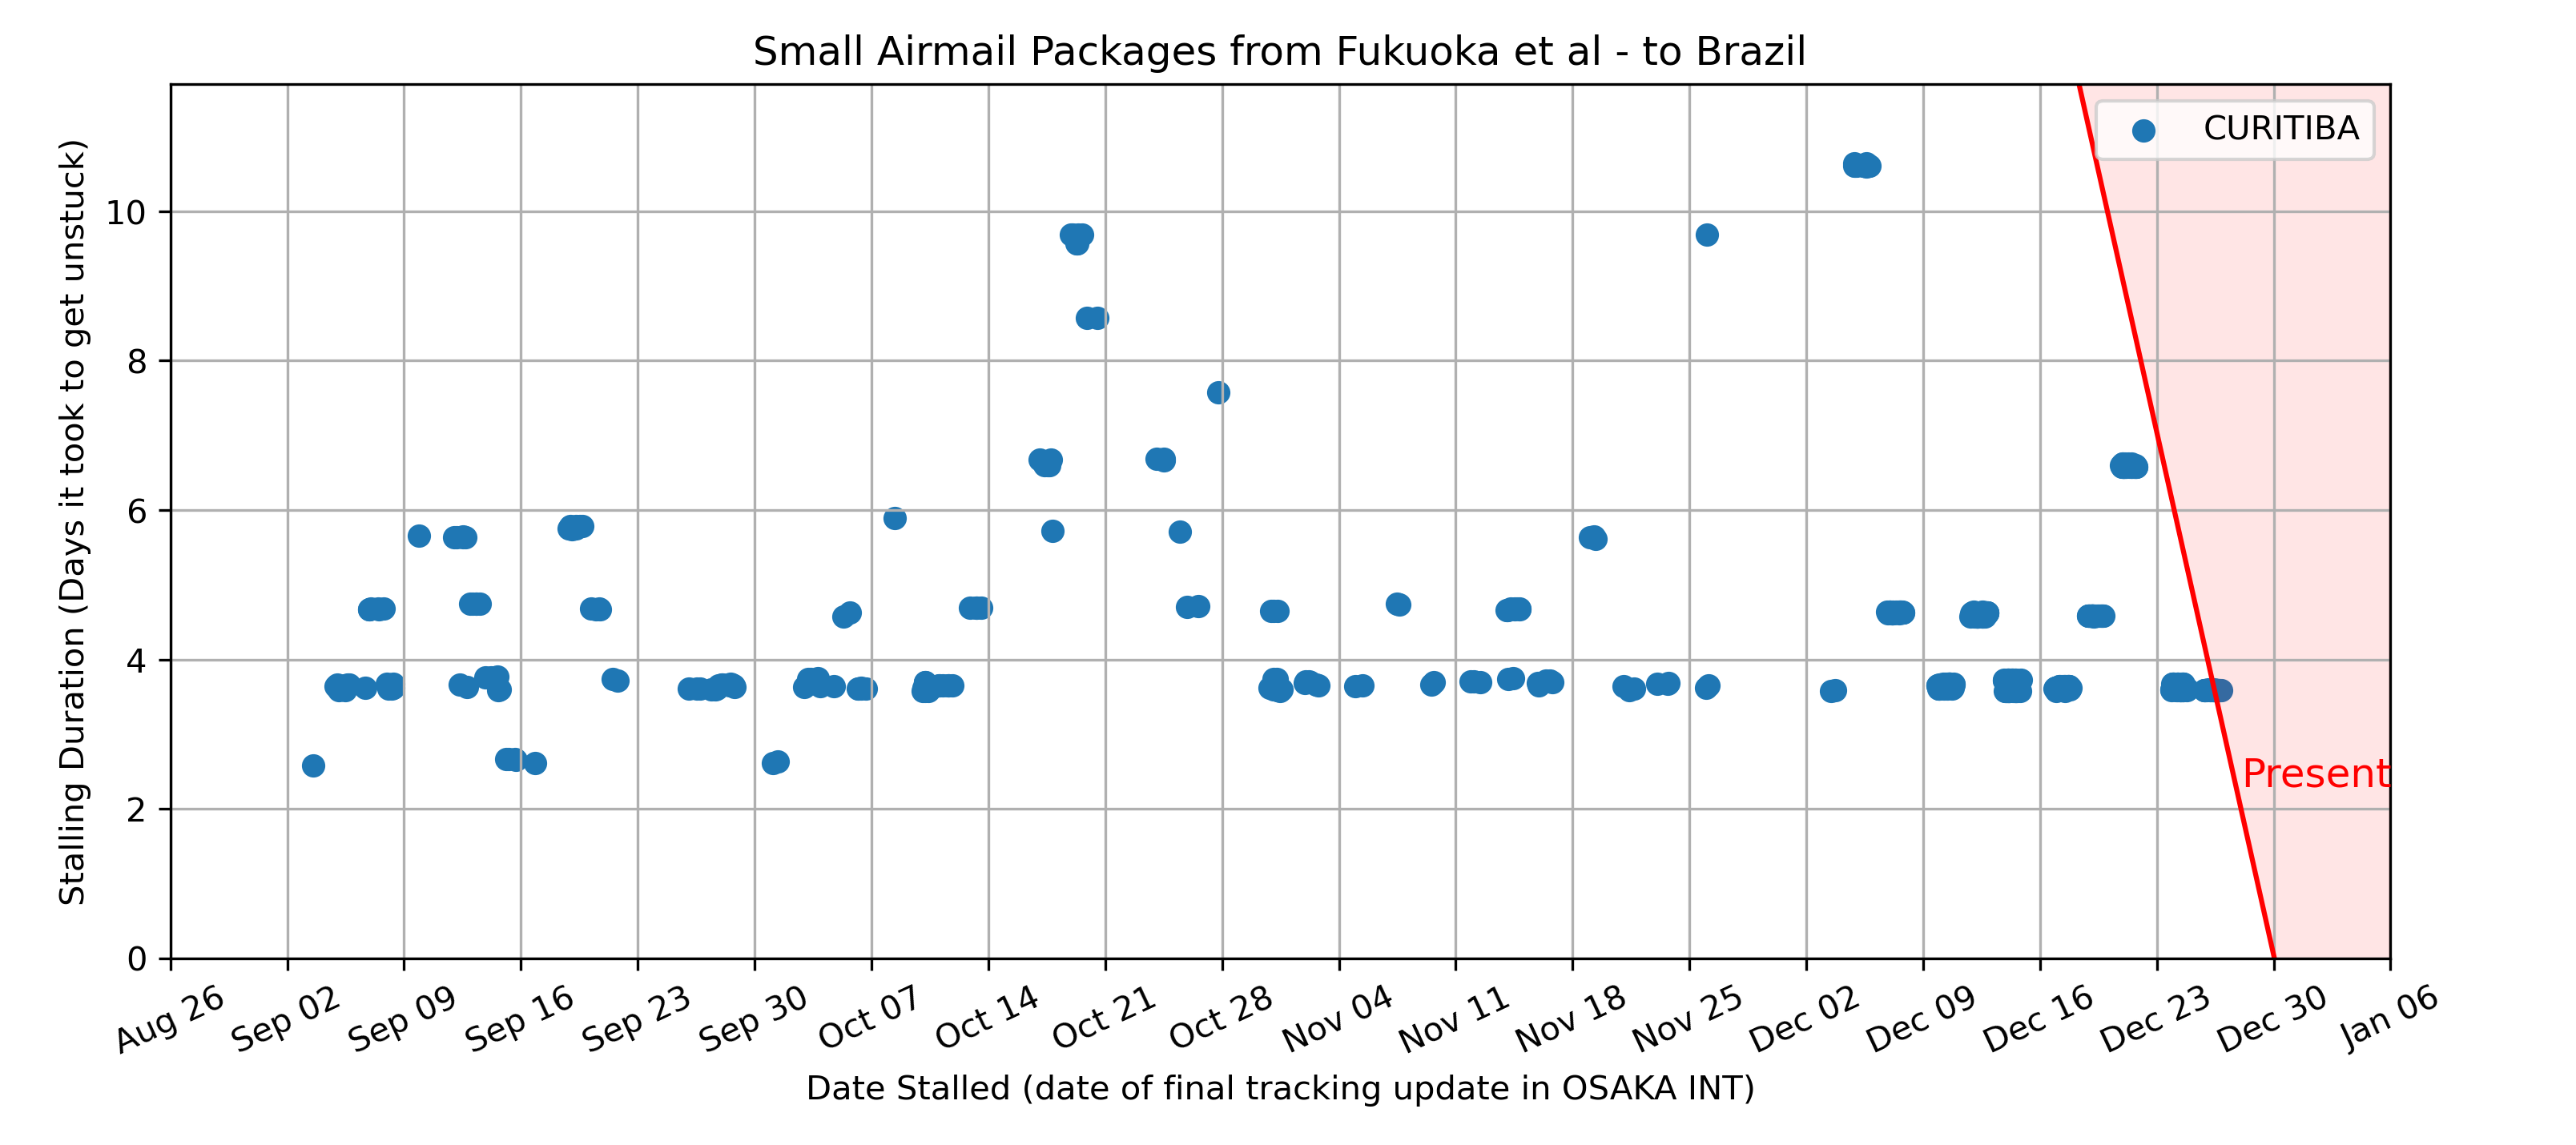 Small Airmail Packages from Fukuoka et al - to Brazil
CURITIBA
Stalling Duration (Days it took to get unstuck)
10
8
6
4
2
0
Present
Aug 26
Sep 02
Sep 09
Sep 16
Sep 23
Sep 30
Oct 07
Oct 14
Oct 21
Oct 28
Nov 04
Nov 11
Nov 18
Nov 25
Dec 02
Dec 09
Dec 16
Dec 23
Dec 30
Jan 06
Date Stalled (date of final tracking update in OSAKA INT)